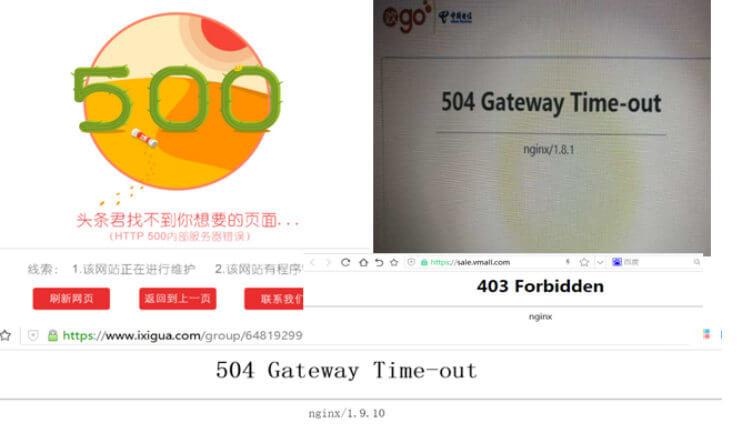 500
头条君找不到你想要的页面...
(HTTP 500内部服务器错误)
线索: 1.该网站正在进行维护 2.该网站有程序
刷新网页
返回到上一页
联系我们
go
中国电信
504 Gateway Time-out
nginx/1.8.1
https://sale.vmall.com
百度
403 Forbidden
nginx
https://www.ixigua.com/group/64819299
504 Gateway Time-out
nginx/1.9.10